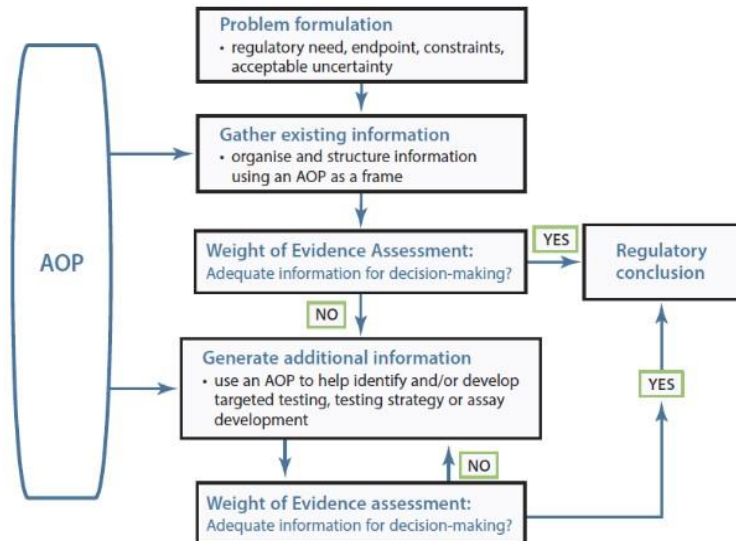 Problem formulation
• regulatory need, endpoint, constraints,
acceptable uncertainty
Gather existing information
• organise and structure information
using an AOP as a frame
AOP
Weight of Evidence Assessment:
Adequate information for decision-making?
YES
Regulatory
conclusion
NO
Generate additional information
• use an AOP to help identify and/or develop
targeted testing, testing strategy or assay
development
YES
NO
Weight of Evidence assessment:
Adequate information for decision-making?